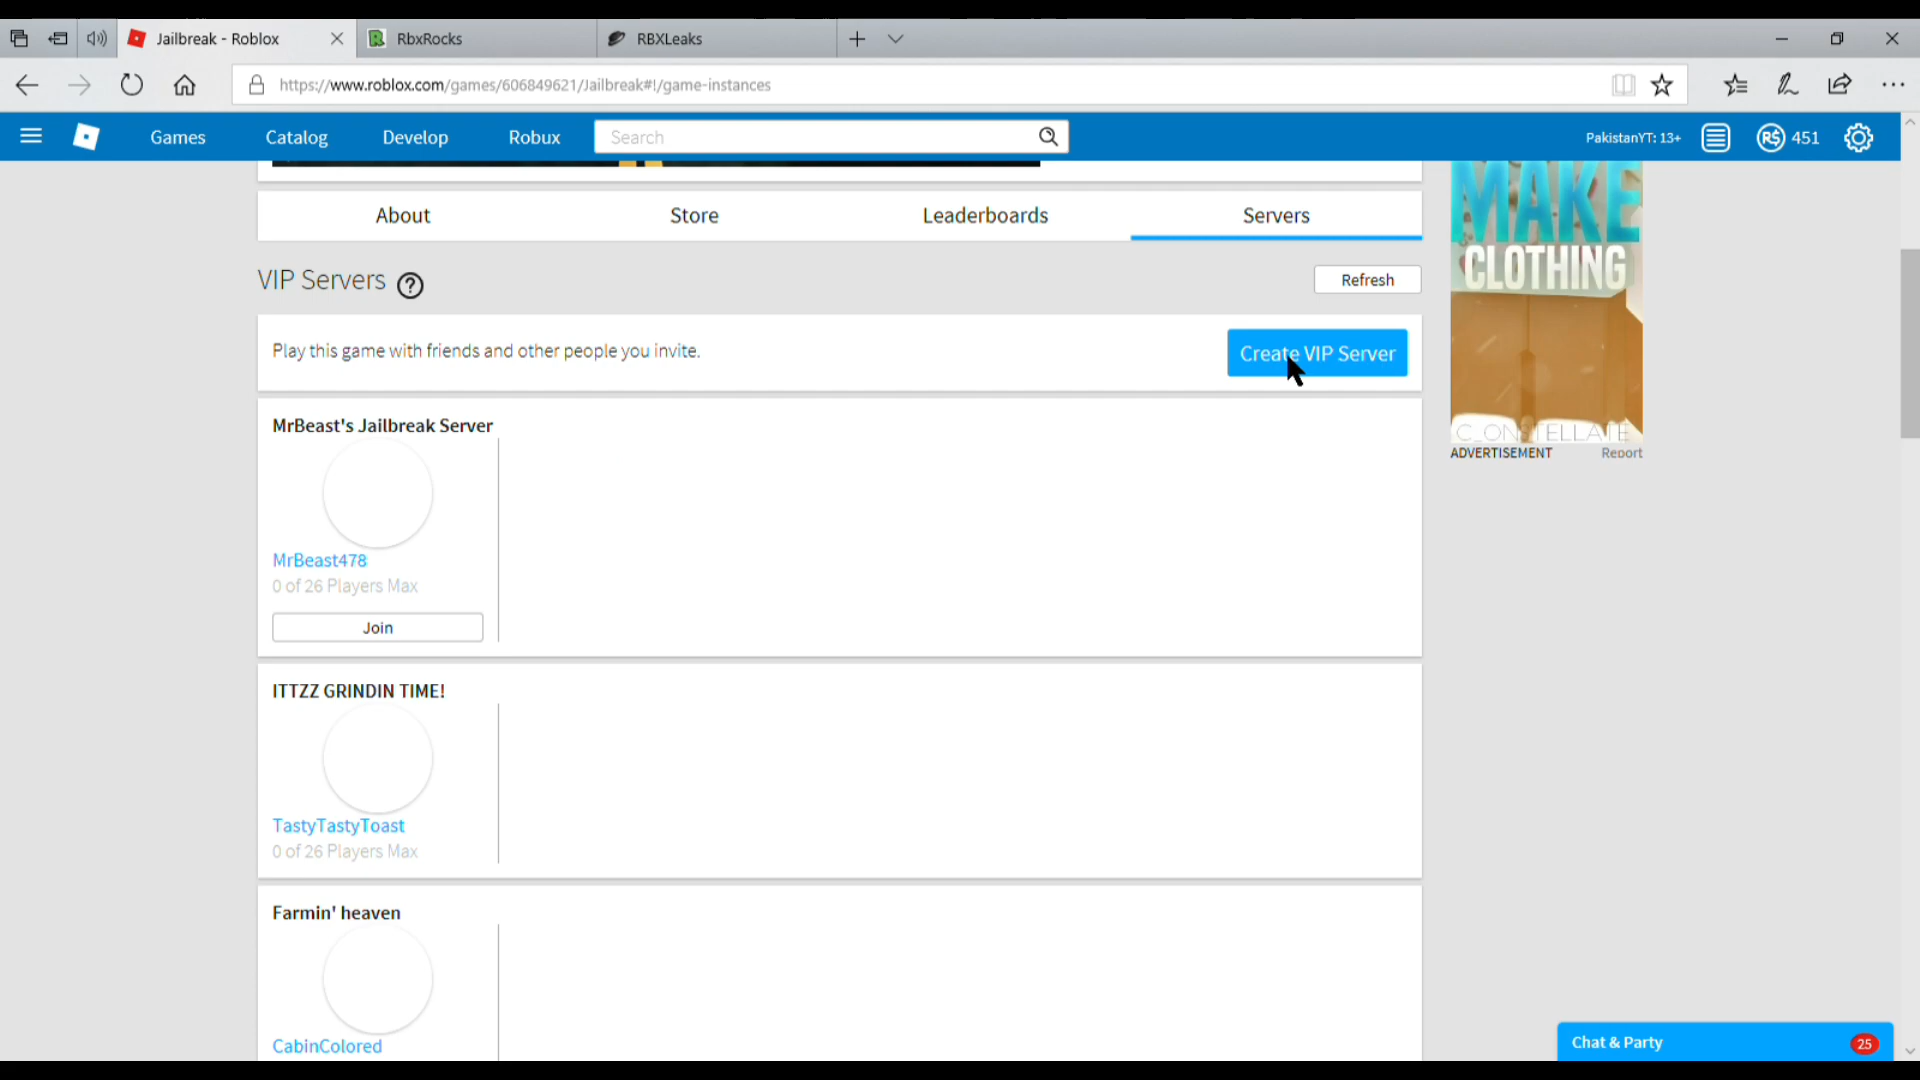 Jailbreak - Roblox
RbxRocks
RBXLeaks
https://www.roblox.com/games/606849621/Jailbreak#!/game-instances
Games
Catalog
Develop
Robux
Search
PakistanYT: 13+
R$ 451
About
Store
Leaderboards
Servers
VIP Servers ?
Refresh
Play this game with friends and other people you invite.
Create VIP Server
MrBeast's Jailbreak Server
MrBeast478
0 of 26 Players Max
Join
ITTZZ GRINDIN TIME!
TastyTastyToast
0 of 26 Players Max
Farmin' heaven
CabinColored
MAKE
CLOTHING
C_ONSTELLATE
ADVERTISEMENT
Report
Chat & Party
25